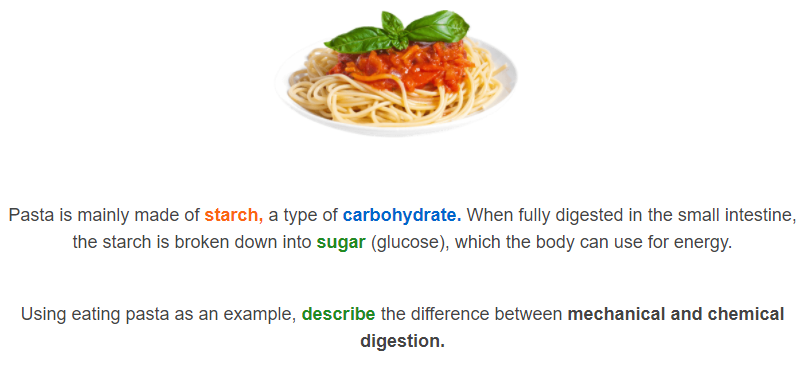 Pasta is mainly made of starch, a type of carbohydrate. When fully digested in the small intestine,
the starch is broken down into sugar (glucose), which the body can use for energy.
Using eating pasta as an example, describe the difference between mechanical and chemical
digestion.